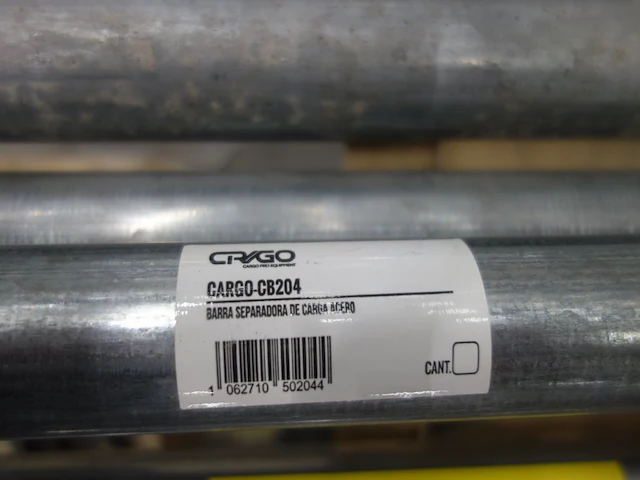 CRGO
CARGO PRO EQUIPMENT
CARGO-CB204
BARRA SEPARADORA DE CARGA ACERO
1 062710 502044
CANT.